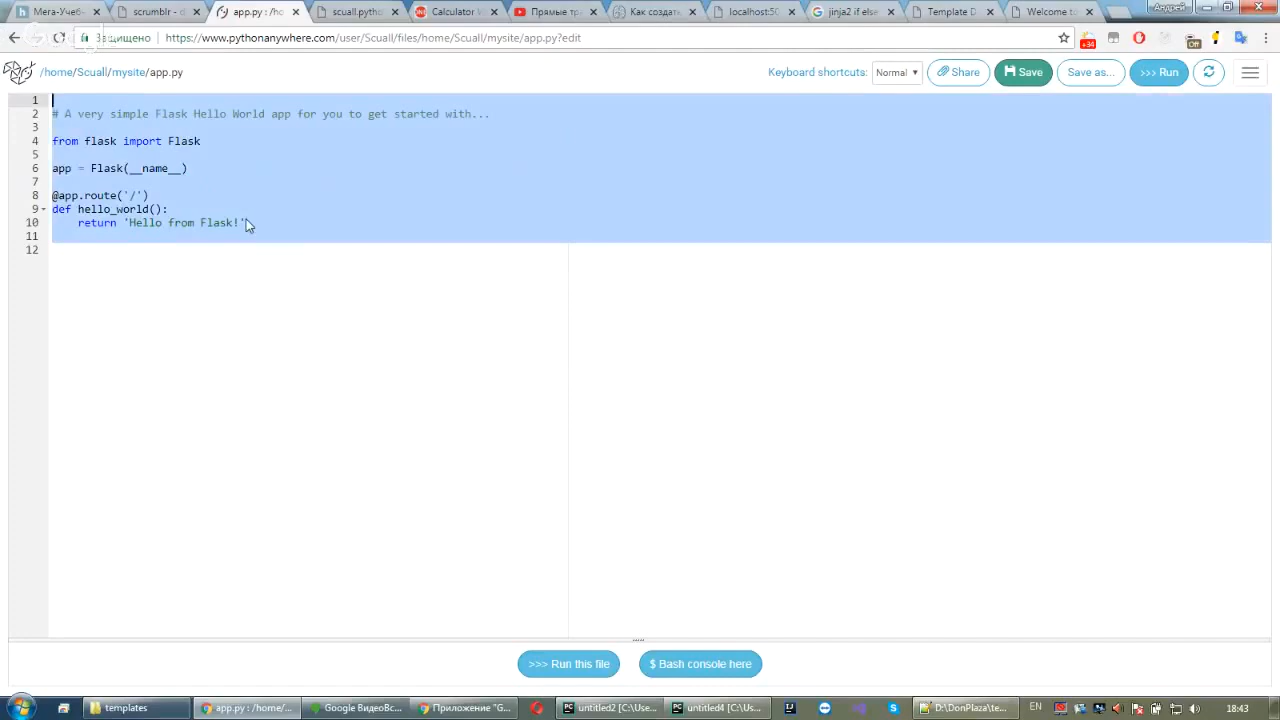 Мега-Учеб
scrumblr - d
app.py : /ho
scuall.pytho
Calculator W
Прямые тр
Как создат
localhost:50
jinja2 if else
Template D
Welcome to
Андрей
Защищено
https://www.pythonanywhere.com/user/Scuall/files/home/Scuall/mysite/app.py?edit
+34
Off
/home/Scuall/mysite/app.py
Keyboard shortcuts:
Normal
Share
Save
Save as...
>>> Run
1
2 # A very simple Flask Hello World app for you to get started with...
3
4 from flask import Flask
5
6 app = Flask(__name__)
7
8 @app.route('/')
9 def hello_world():
10 return 'Hello from Flask!'
11
12
>>> Run this file
$ Bash console here
templates
app.py : /home/...
Google ВидеоВс...
Приложение "G...
untitled2 [C:\Use...
untitled4 [C:\Us...
D:\DonPlaza\te...
EN
18:43